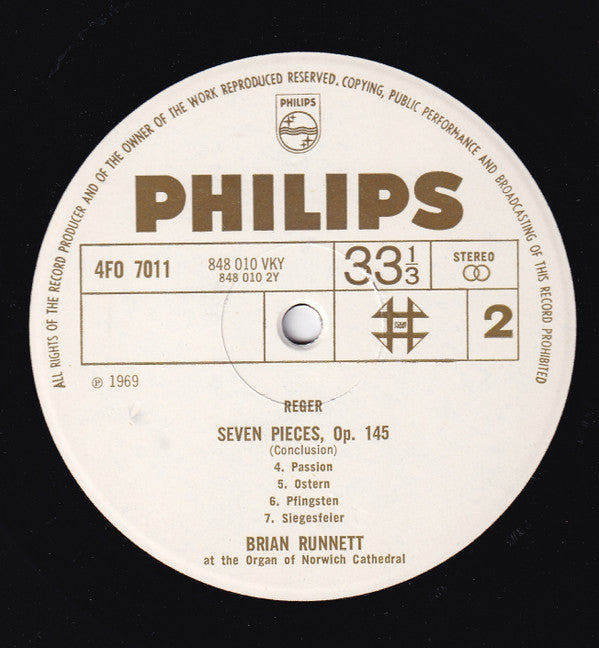 ALL RIGHTS OF THE RECORD PRODUCER AND OF THE OWNER OF THE WORK REPRODUCED RESERVED. COPYING, PUBLIC PERFORMANCE AND BROADCASTING OF THIS RECORD PROHIBITED
PHILIPS
PHILIPS
4FO 7011
848 010 VKY
848 010 2Y
33 1/3
STEREO
2
℗ 1969
REGER
SEVEN PIECES, Op. 145
(Conclusion)
4. Passion
5. Ostern
6. Pfingsten
7. Siegesfeier
BRIAN RUNNETT
at the Organ of Norwich Cathedral